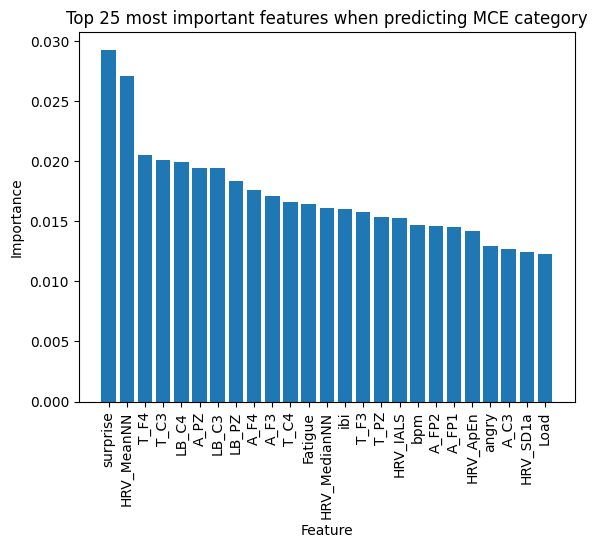 Top 25 most important features when predicting MCE category
Importance
0.030
0.025
0.020
0.015
0.010
0.005
0.000
surprise
HRV_MeanNN
T_F4
T_C3
LB_C4
A_PZ
LB_C3
LB_PZ
A_F4
A_F3
T_C4
Fatigue
HRV_MedianNN
ibi
T_F3
T_PZ
HRV_IALS
bpm
A_FP2
A_FP1
HRV_ApEn
angry
A_C3
HRV_SD1a
Load
Feature